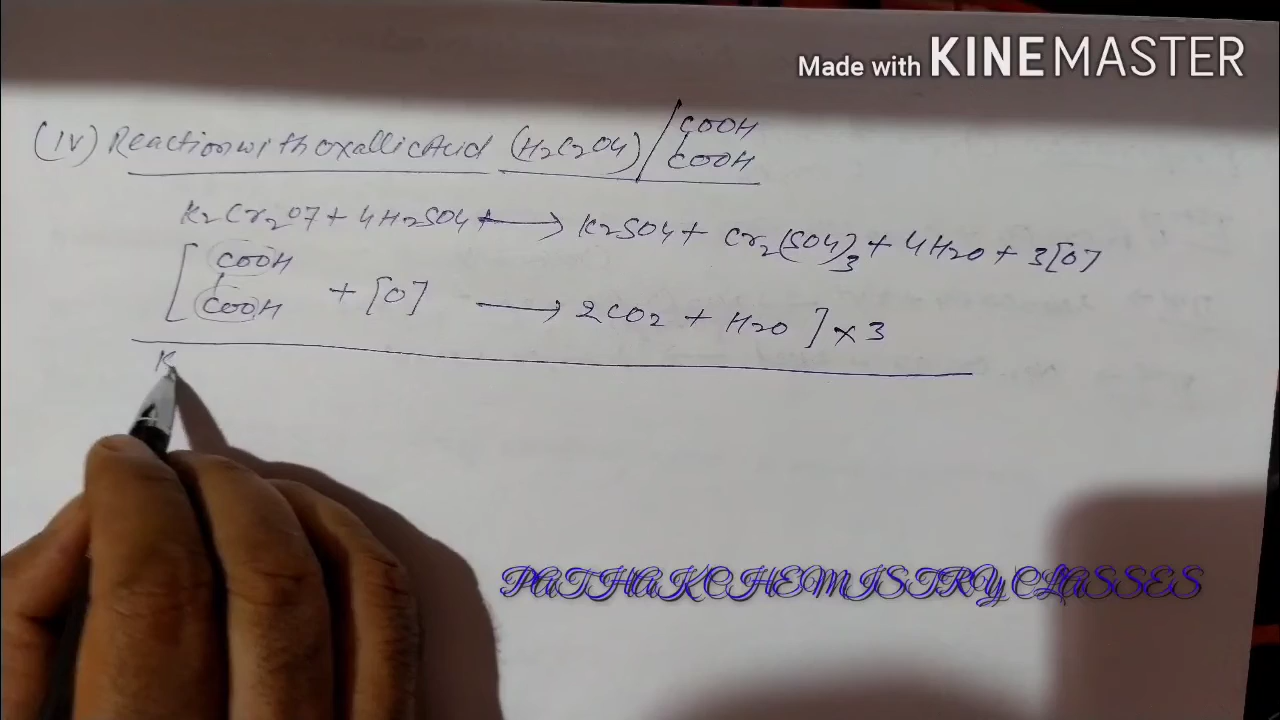 Made with KINEMASTER
(IV) Reaction with oxallic Acid (H2C2O4) / COOH
COOH
K2Cr2O7 + 4H2SO4 + → K2SO4 + Cr2(SO4)3 + 4H2O + 3[O]
[ COOH
COOH + [O] → 2CO2 + H2O ] × 3
K
PATHAK CHEMISTRY CLASSES